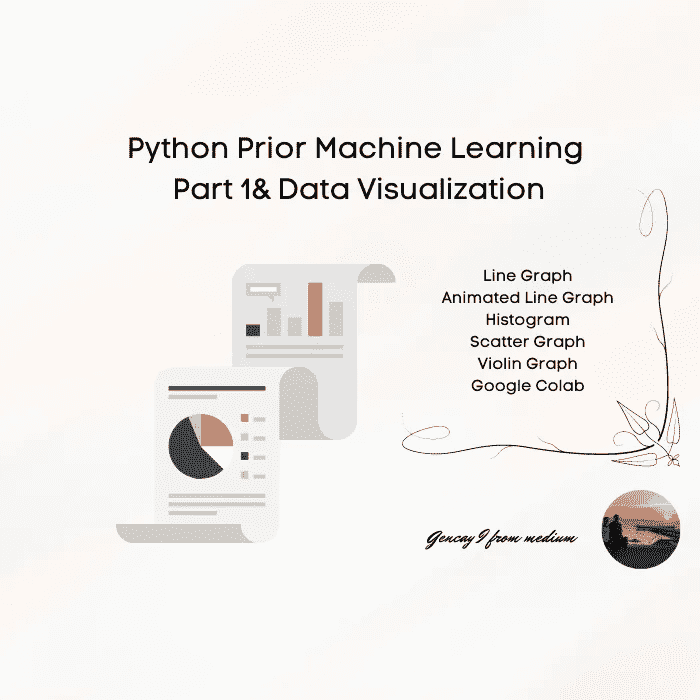 Python Prior Machine Learning
Part 1& Data Visualization
Line Graph
Animated Line Graph
Histogram
Scatter Graph
Violin Graph
Google Colab
Gencay I from medium